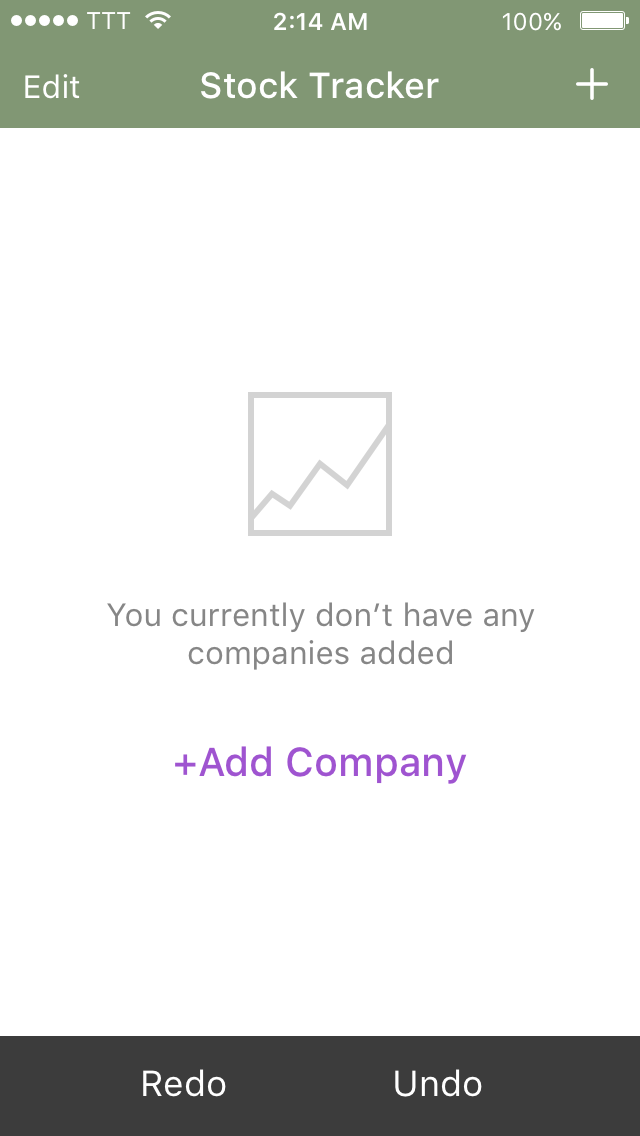 TTT 2:14 AM 100%
Edit Stock Tracker +
You currently don’t have any
companies added
+Add Company
Redo Undo